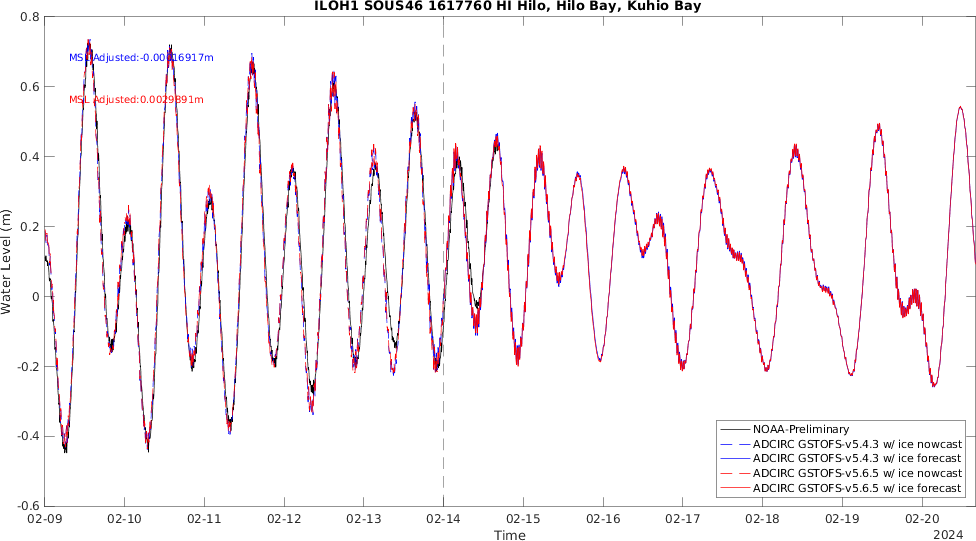 ILOH1 SOUS46 1617760 HI Hilo, Hilo Bay, Kuhio Bay
0.8
0.6
0.4
0.2
0
-0.2
-0.4
-0.6
Water Level (m)
MSL Adjusted:0.0029891m
NOAA-Preliminary
ADCIRC GSTOFS-v5.4.3 w/ ice nowcast
ADCIRC GSTOFS-v5.4.3 w/ ice forecast
ADCIRC GSTOFS-v5.6.5 w/ ice nowcast
ADCIRC GSTOFS-v5.6.5 w/ ice forecast
02-09 02-10 02-11 02-12 02-13 02-14 02-15 02-16 02-17 02-18 02-19 02-20
Time
2024